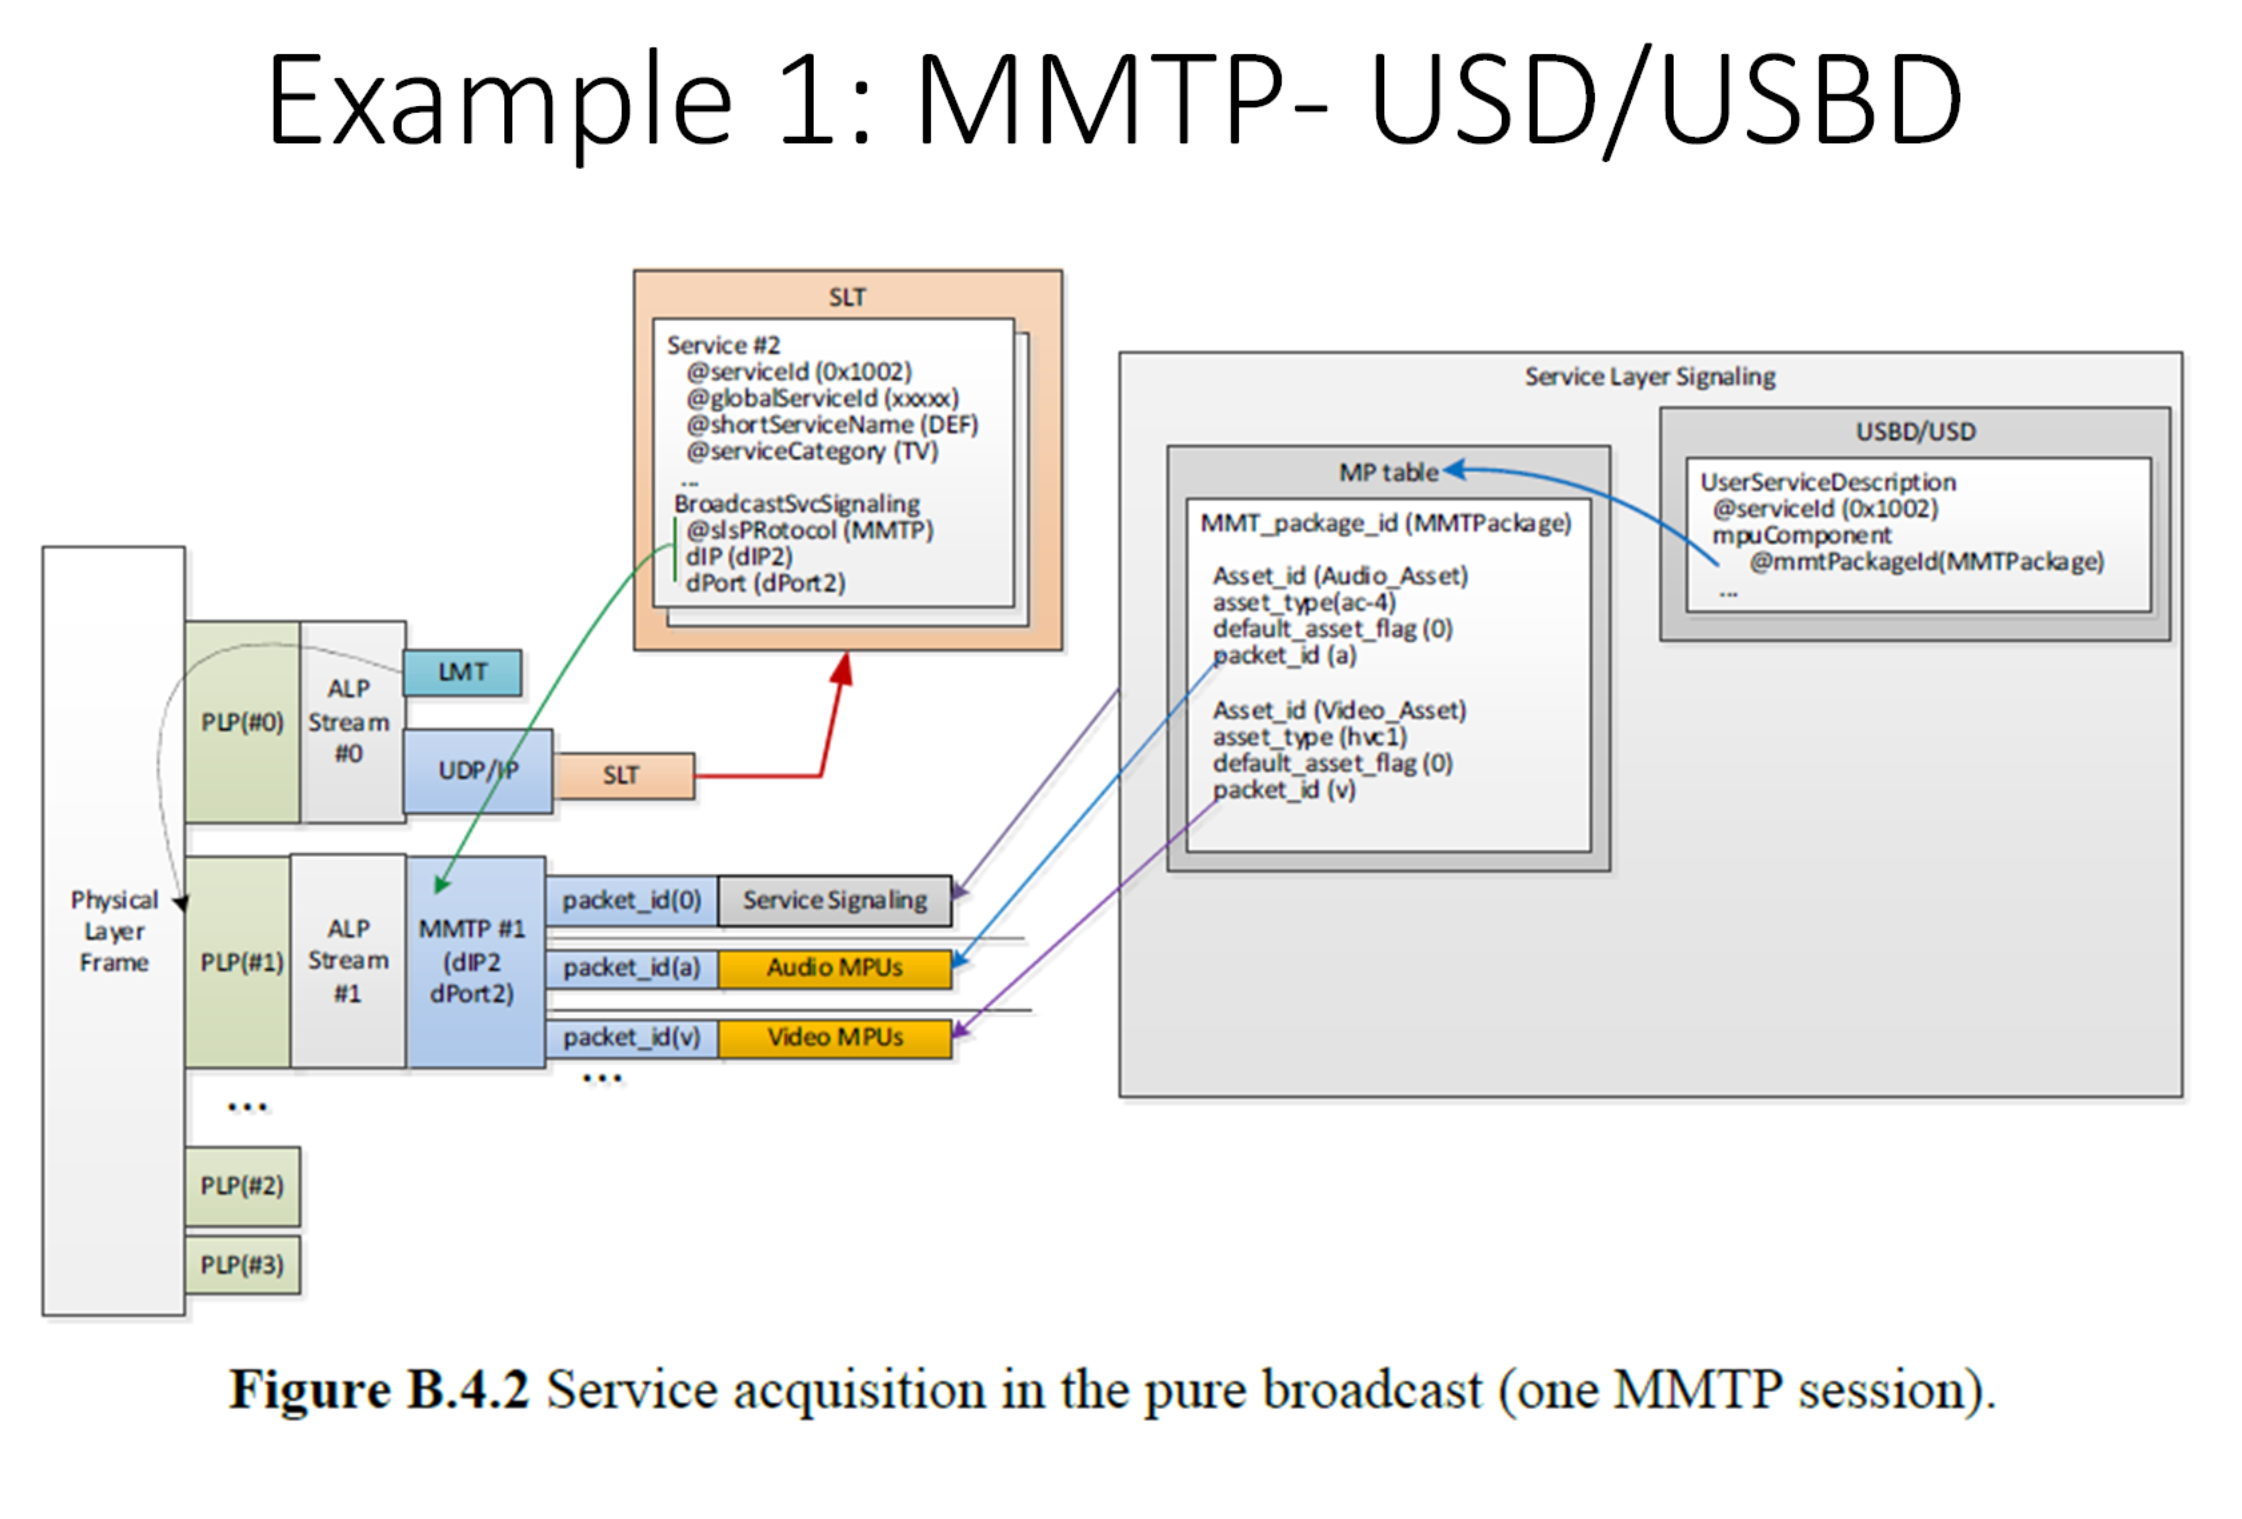 Example 1: MMTP- USD/USBD
SLT
Service #2
@serviceId (0x1002)
@globalServiceId (xxxxx)
@shortServiceName (DEF)
@serviceCategory (TV)
...
BroadcastSvcSignaling
@slsPRotocol (MMTP)
dIP (dIP2)
dPort (dPort2)
Service Layer Signaling
USBD/USD
UserServiceDescription
@serviceId (0x1002)
mpuComponent
@mmtPackageId(MMTPackage)
...
MP table
MMT_package_id (MMTPackage)
Asset_id (Audio_Asset)
asset_type(ac-4)
default_asset_flag (0)
packet_id (a)
Asset_id (Video_Asset)
asset_type (hvc1)
default_asset_flag (0)
packet_id (v)
Physical
Layer
Frame
PLP(#0)
ALP
Stream
#0
LMT
UDP/IP
SLT
PLP(#1)
ALP
Stream
#1
MMTP #1
(dIP2
dPort2)
packet_id(0)
Service Signaling
packet_id(a)
Audio MPUs
packet_id(v)
Video MPUs
...
...
PLP(#2)
PLP(#3)
Figure B.4.2 Service acquisition in the pure broadcast (one MMTP session).